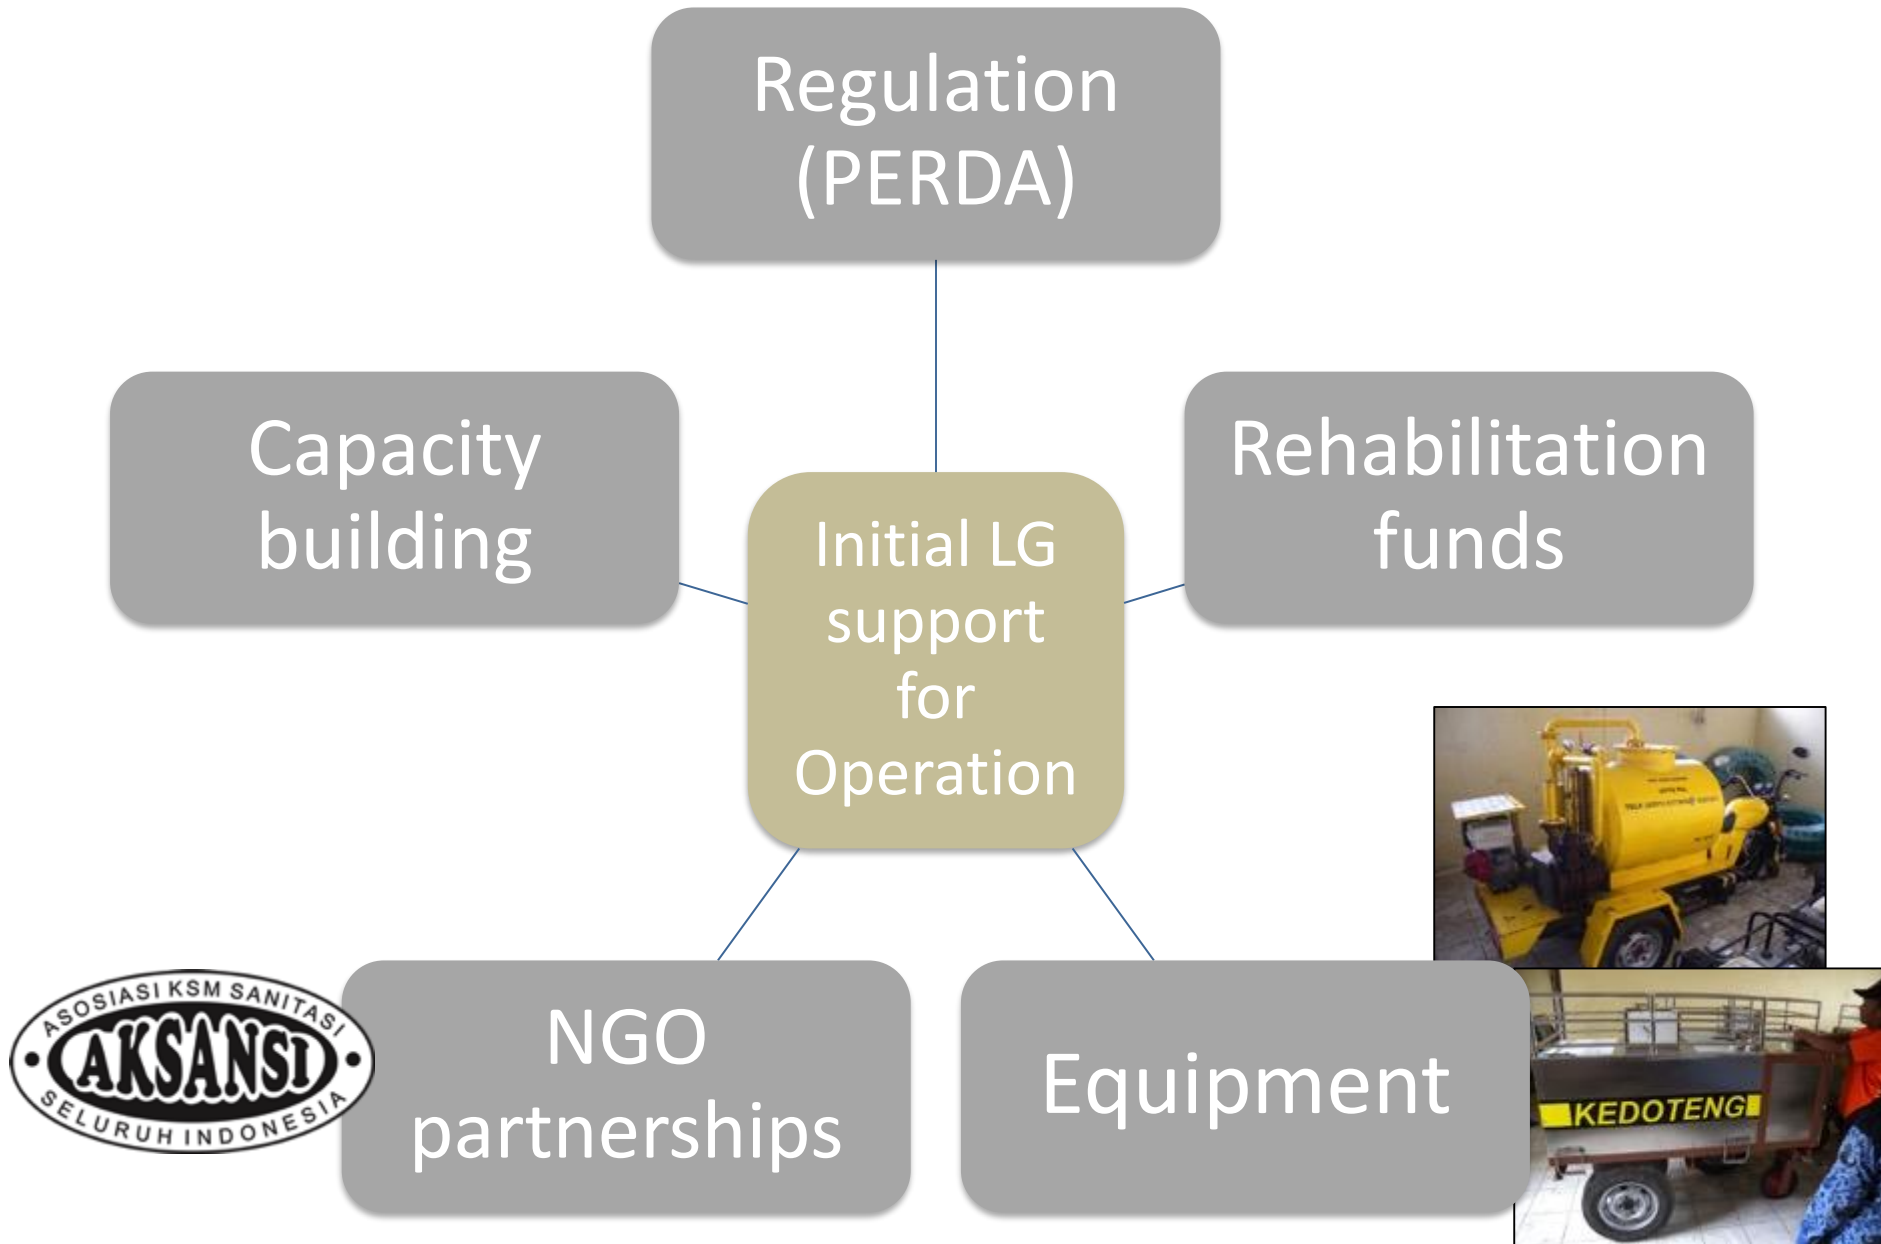 Regulation
(PERDA)
Capacity
building
Rehabilitation
funds
Initial LG
support
for
Operation
ASOSIASI KSM SANITASI
AKSANSI
SELURUH INDONESIA
NGO
partnerships
Equipment
KEDOTENG